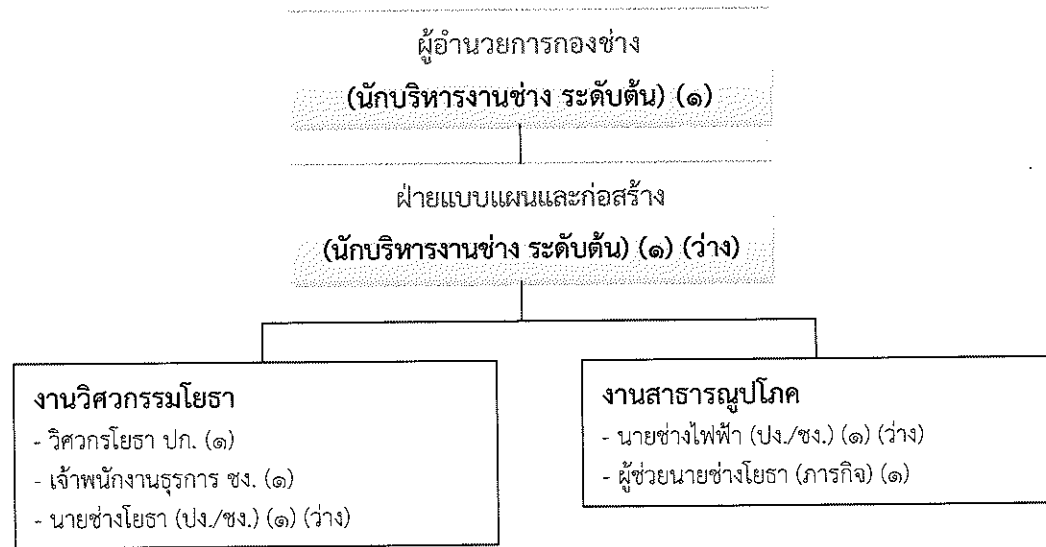 ผู้อำนวยการกองช่าง
(นักบริหารงานช่าง ระดับต้น) (๑)
ฝ่ายแบบแผนและก่อสร้าง
(นักบริหารงานช่าง ระดับต้น) (๑) (ว่าง)
งานวิศวกรรมโยธา
- วิศวกรโยธา ปก. (๑)
- เจ้าพนักงานธุรการ ชง. (๑)
- นายช่างโยธา (ปง./ชง.) (๑) (ว่าง)
งานสาธารณูปโภค
- นายช่างไฟฟ้า (ปง./ชง.) (๑) (ว่าง)
- ผู้ช่วยนายช่างโยธา (ภารกิจ) (๑)